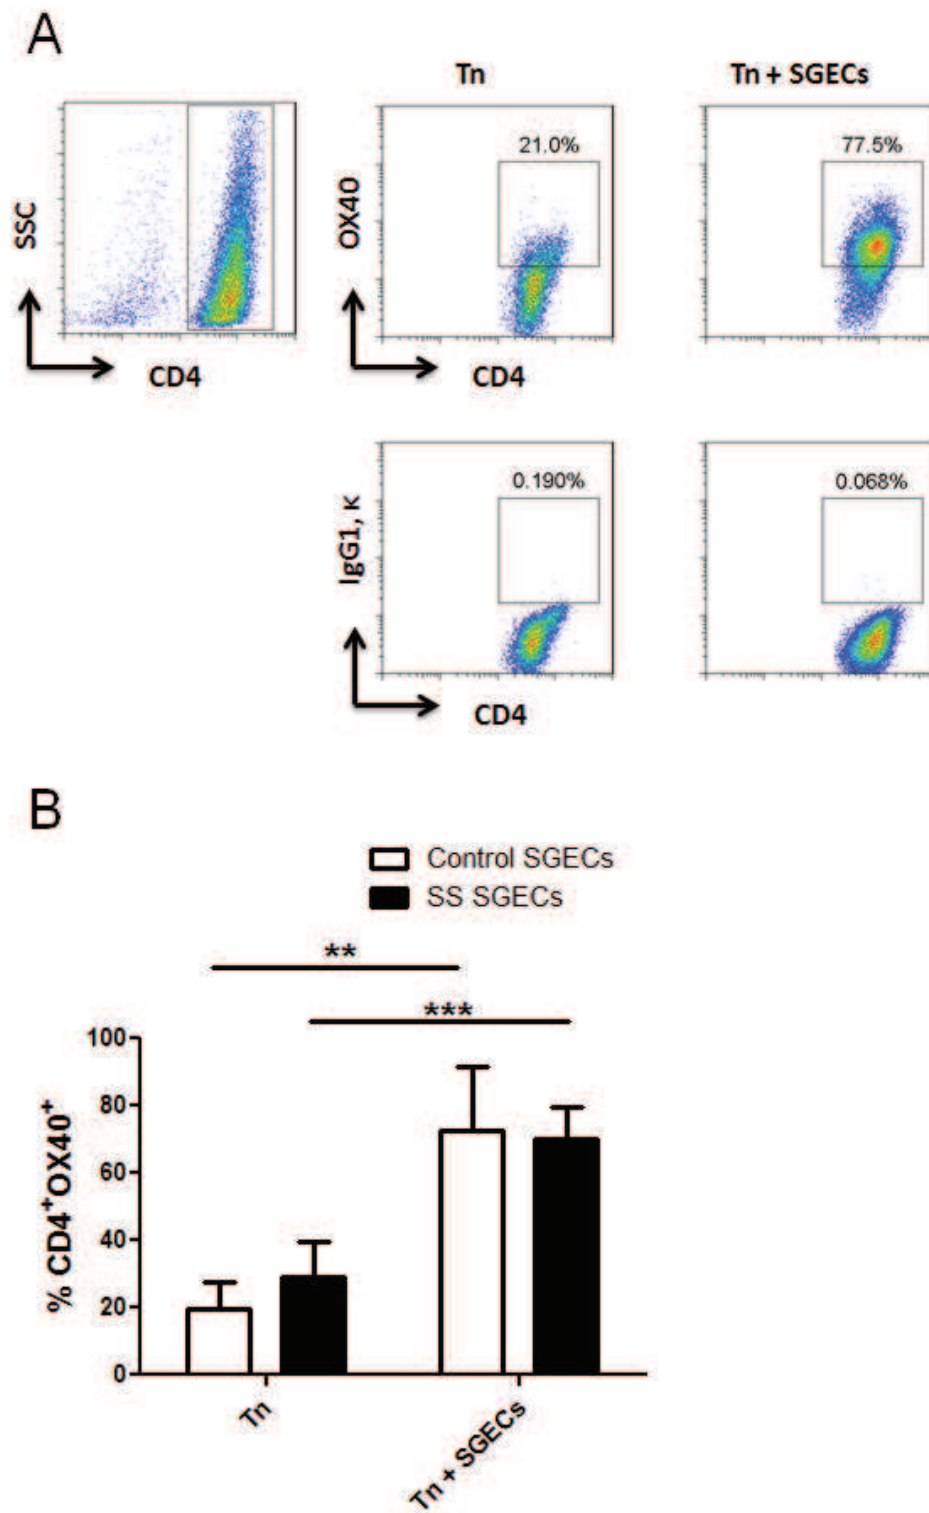 A
Tn
Tn + SGECs
SSC
CD4
OX40
21.0%
77.5%
CD4
IgG1, κ
0.190%
0.068%
CD4
B
Control SGECs
SS SGECs
**
***
% CD4+OX40+
100
80
60
40
20
0
Tn
Tn + SGECs